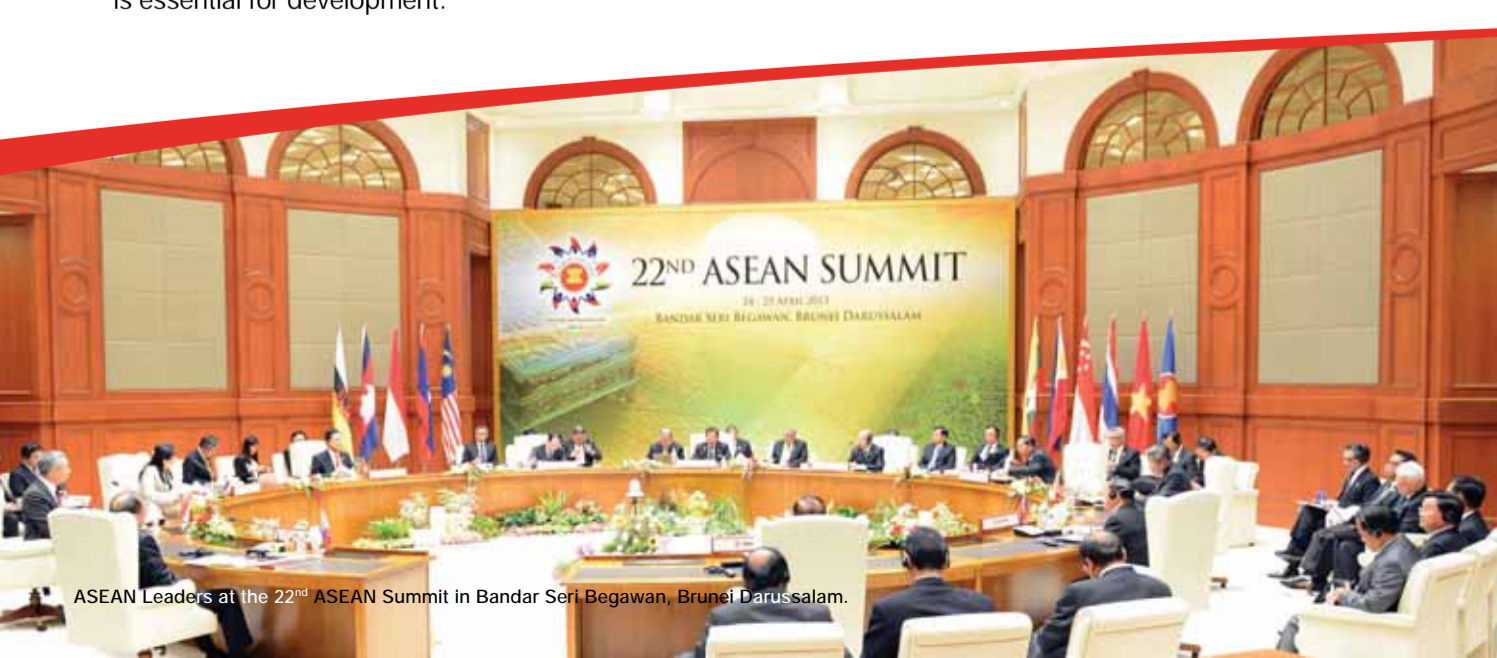 is essential for development.
22ND ASEAN SUMMIT
24 - 25 APRIL 2013
BANDAR SERI BEGAWAN, BRUNEI DARUSSALAM
ASEAN Leaders at the 22nd ASEAN Summit in Bandar Seri Begawan, Brunei Darussalam.